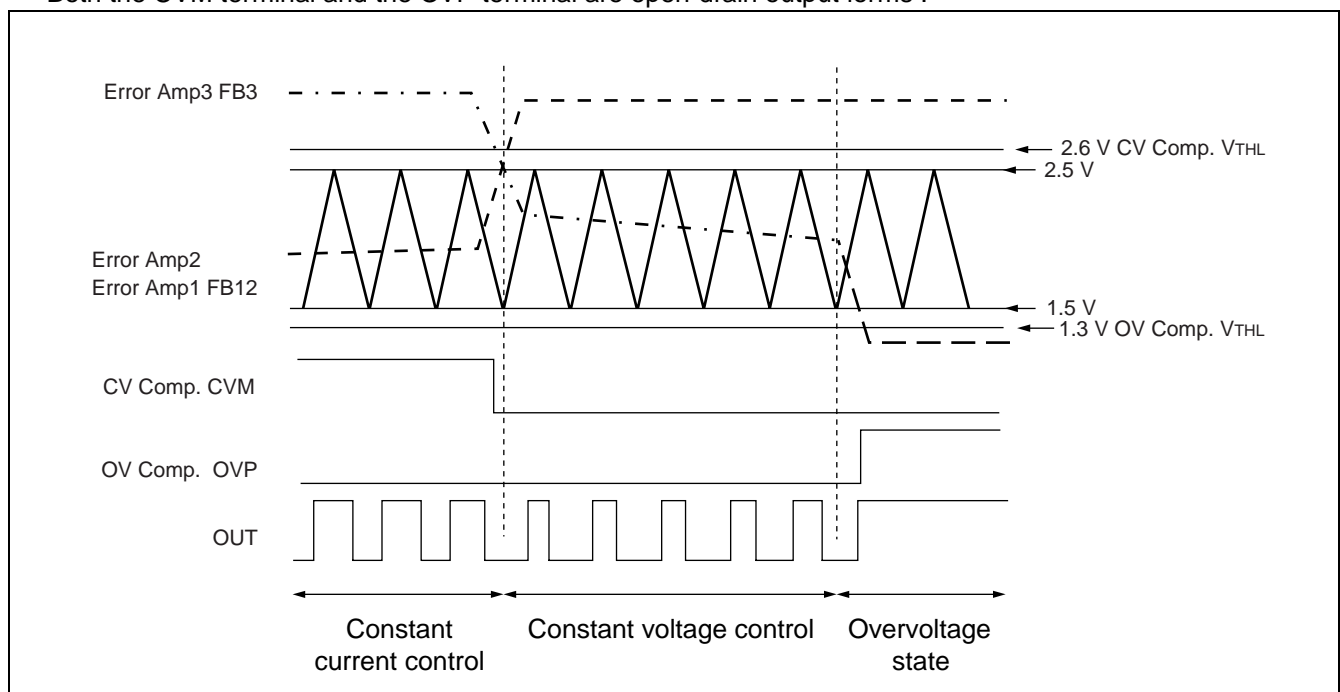 Both the CVM terminal and the OVP terminal are open-drain output forms .
Error Amp3 FB3
2.6 V CV Comp. VTHL
2.5 V
Error Amp2
Error Amp1 FB12
1.5 V
1.3 V OV Comp. VTHL
CV Comp. CVM
OV Comp. OVP
OUT
Constant
current control
Constant voltage control
Overvoltage
state